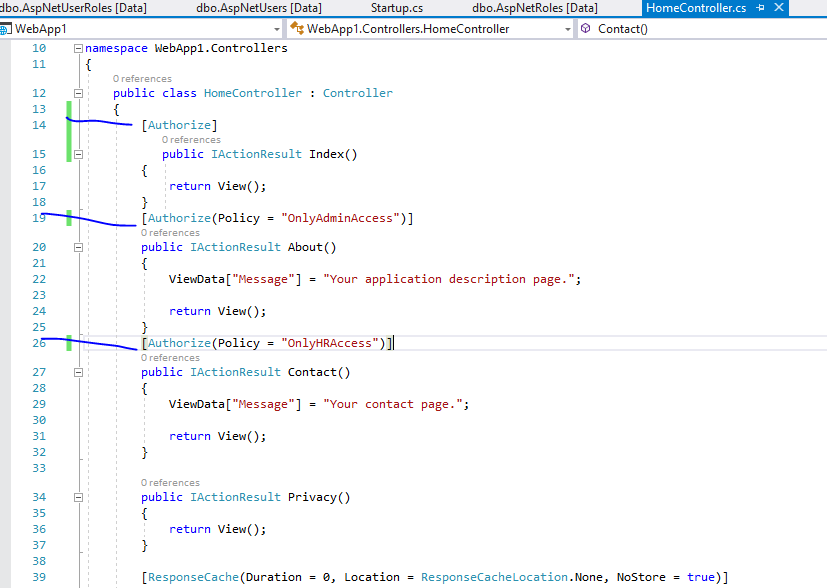 dbo.AspNetUserRoles [Data] dbo.AspNetUsers [Data] Startup.cs dbo.AspNetRoles [Data] HomeController.cs
WebApp1 WebApp1.Controllers.HomeController Contact()
10 namespace WebApp1.Controllers
11 {
0 references
12 public class HomeController : Controller
13 {
14 [Authorize]
0 references
15 public IActionResult Index()
16 {
17 return View();
18 }
19 [Authorize(Policy = "OnlyAdminAccess")]
0 references
20 public IActionResult About()
21 {
22 ViewData["Message"] = "Your application description page.";
23
24 return View();
25 }
26 [Authorize(Policy = "OnlyHRAccess")]
0 references
27 public IActionResult Contact()
28 {
29 ViewData["Message"] = "Your contact page.";
30
31 return View();
32 }
33
0 references
34 public IActionResult Privacy()
35 {
36 return View();
37 }
38
39 [ResponseCache(Duration = 0, Location = ResponseCacheLocation.None, NoStore = true)]